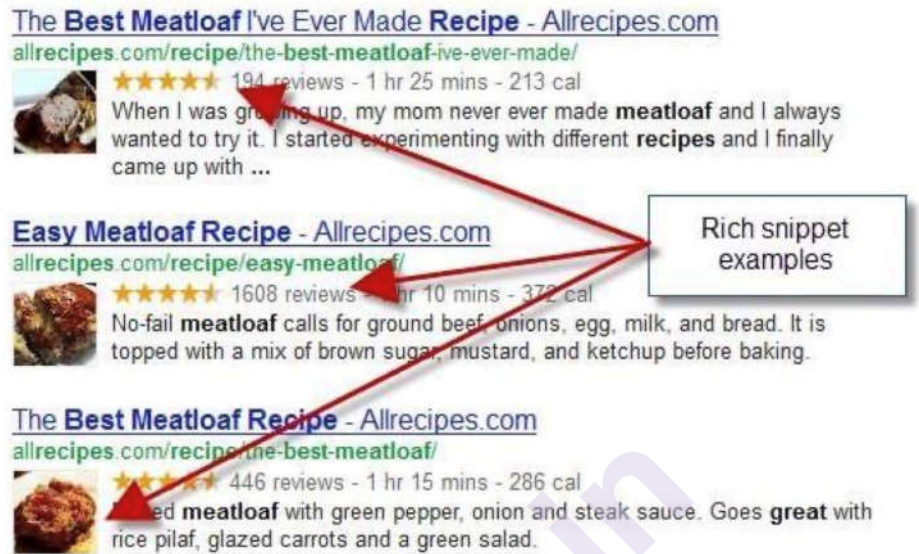 The Best Meatloaf I've Ever Made Recipe - Allrecipes.com
allrecipes.com/recipe/the-best-meatloaf-ive-ever-made/
194 reviews - 1 hr 25 mins - 213 cal
When I was growing up, my mom never ever made meatloaf and I always
wanted to try it. I started experimenting with different recipes and I finally
came up with ...
Rich snippet
examples
Easy Meatloaf Recipe - Allrecipes.com
allrecipes.com/recipe/easy-meatloaf/
1608 reviews - hr 10 mins - 372 cal
No-fail meatloaf calls for ground beef, onions, egg, milk, and bread. It is
topped with a mix of brown sugar, mustard, and ketchup before baking.
The Best Meatloaf Recipe - Allrecipes.com
allrecipes.com/recipe/the-best-meatloaf/
446 reviews - 1 hr 15 mins - 286 cal
meatloaf with green pepper, onion and steak sauce. Goes great with
rice pilaf, glazed carrots and a green salad.